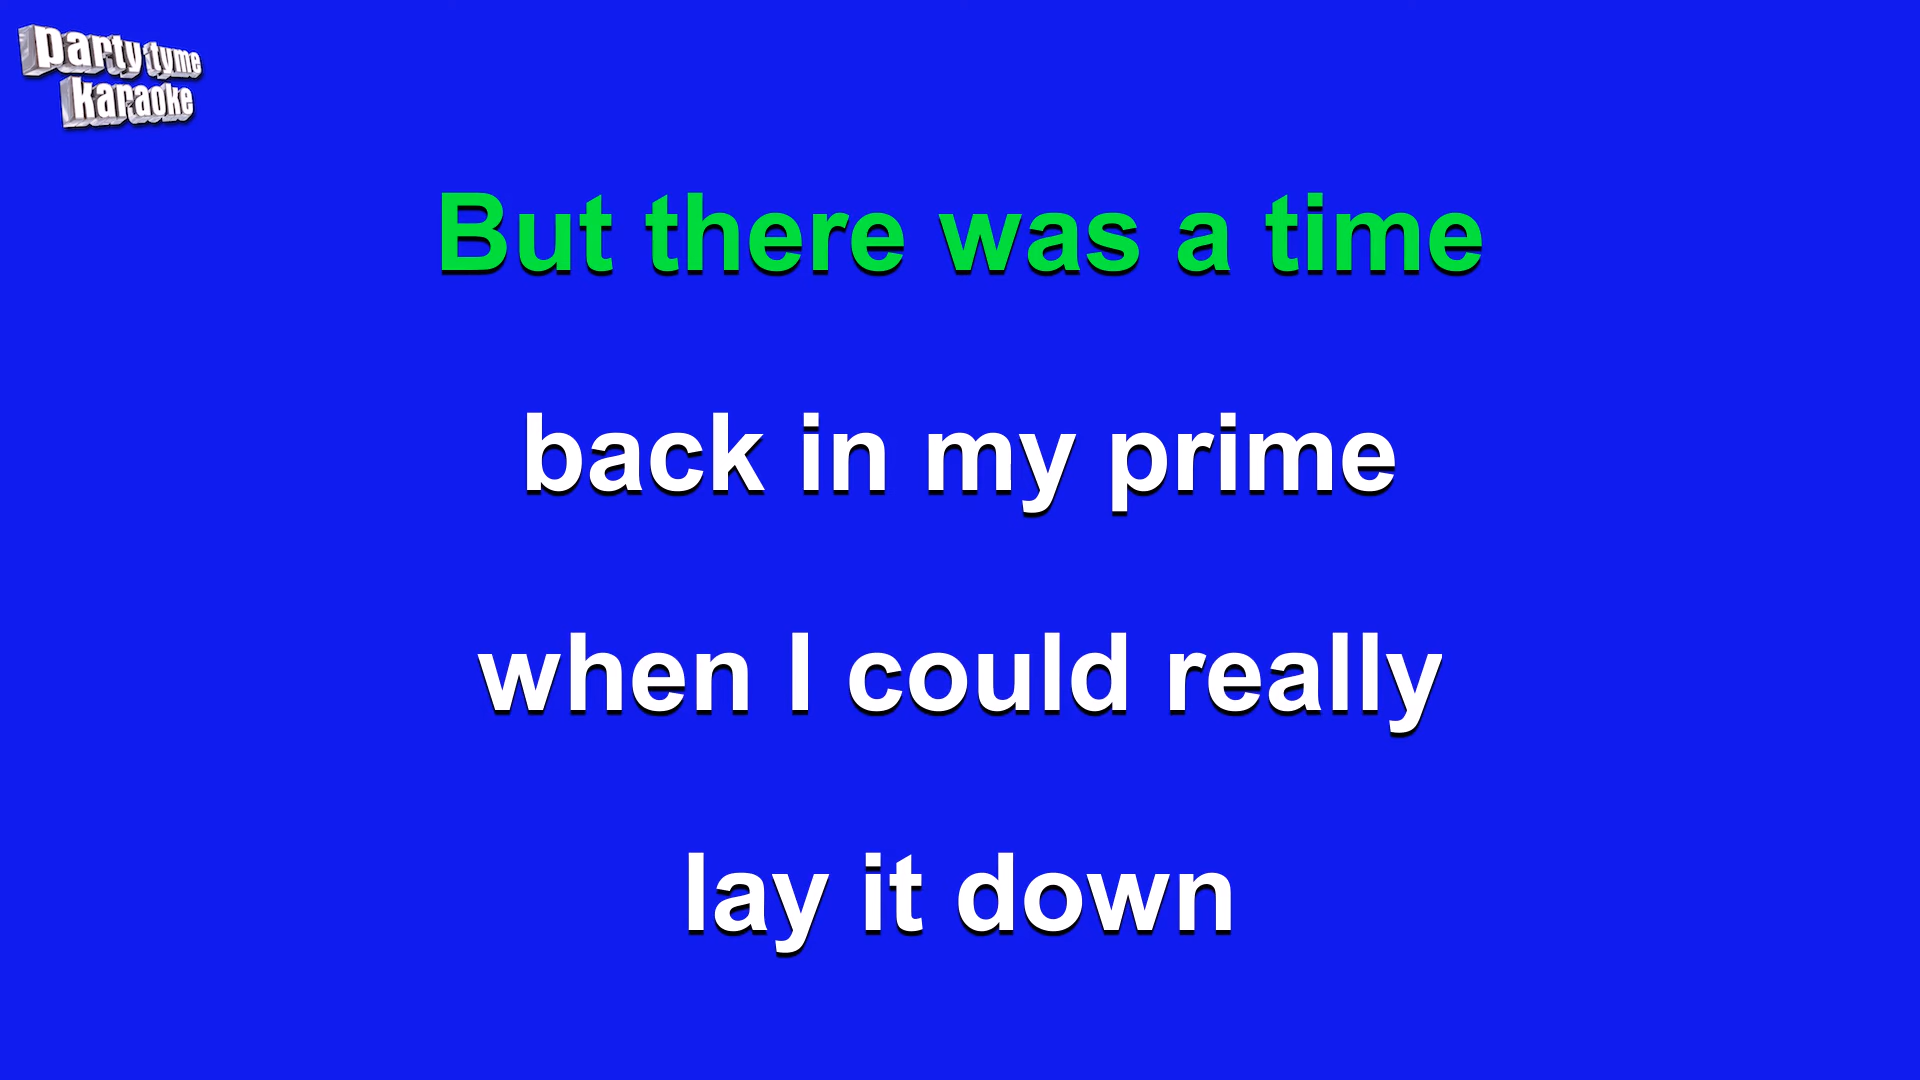 party tyme
karaoke
But there was a time
back in my prime
when I could really
lay it down